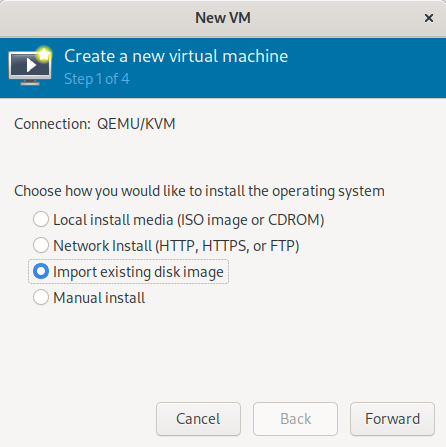 New VM
Create a new virtual machine
Step 1 of 4
Connection: QEMU/KVM
Choose how you would like to install the operating system
Local install media (ISO image or CDROM)
Network Install (HTTP, HTTPS, or FTP)
Import existing disk image
Manual install
Cancel Back Forward